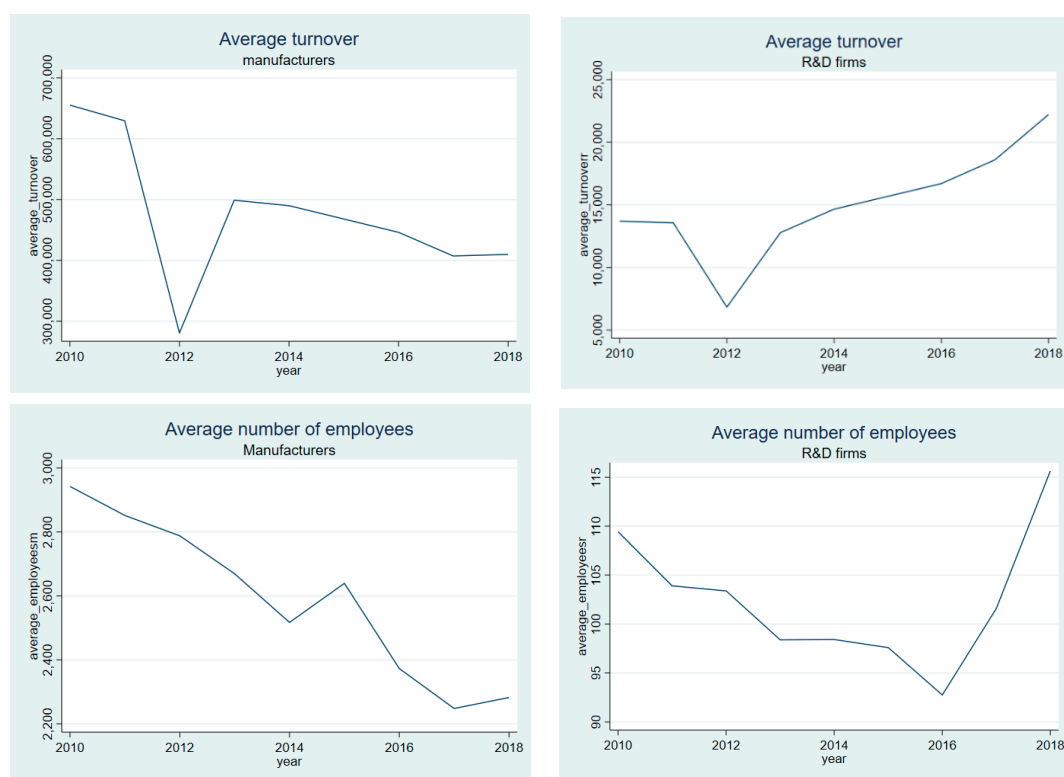 Average turnover
manufacturers
average_turnover
700,000
600,000
500,000
400,000
300,000
2010 2012 2014 2016 2018
year
Average turnover
R&D firms
average_turnoverr
25,000
20,000
15,000
10,000
5,000
2010 2012 2014 2016 2018
year
Average number of employees
Manufacturers
average_employeesm
3,000
2,800
2,600
2,400
2,200
2010 2012 2014 2016 2018
year
Average number of employees
R&D firms
average_employeesr
115
110
105
100
95
90
2010 2012 2014 2016 2018
year